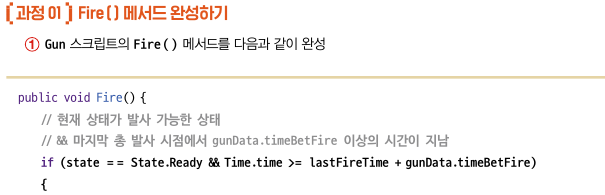 [과정 01] Fire() 메서드 완성하기
① Gun 스크립트의 Fire() 메서드를 다음과 같이 완성
public void Fire() {
// 현재 상태가 발사 가능한 상태
// && 마지막 총 발사 시점에서 gunData.timeBetFire 이상의 시간이 지남
if (state == State.Ready && Time.time >= lastFireTime + gunData.timeBetFire)
{